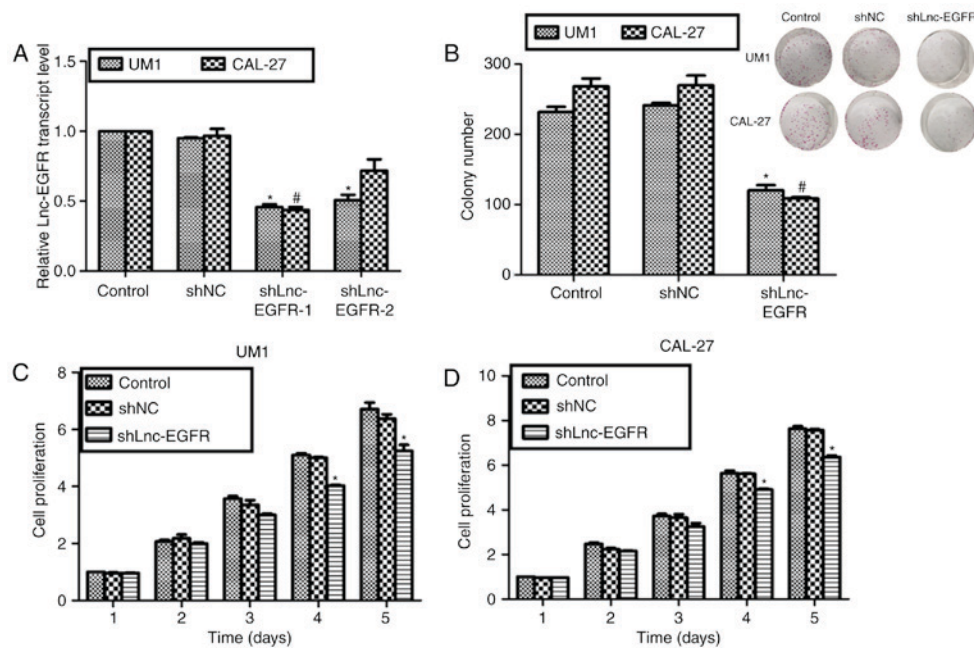 A
UM1 CAL-27
Relative Lnc-EGFR transcript level
1.5
1.0
0.5
0.0
Control shNC shLnc- shLnc-
EGFR-1 EGFR-2
* # *
B
UM1 CAL-27
Colony number
300
200
100
0
Control shNC shLnc-
EGFR
* #
Control shNC shLnc-EGFR
UM1
CAL-27
C
UM1
Control
shNC
shLnc-EGFR
Cell proliferation
8
6
4
2
0
1 2 3 4 5
Time (days)
* *
D
CAL-27
Control
shNC
shLnc-EGFR
Cell proliferation
10
8
6
4
2
0
1 2 3 4 5
Time (days)
* *